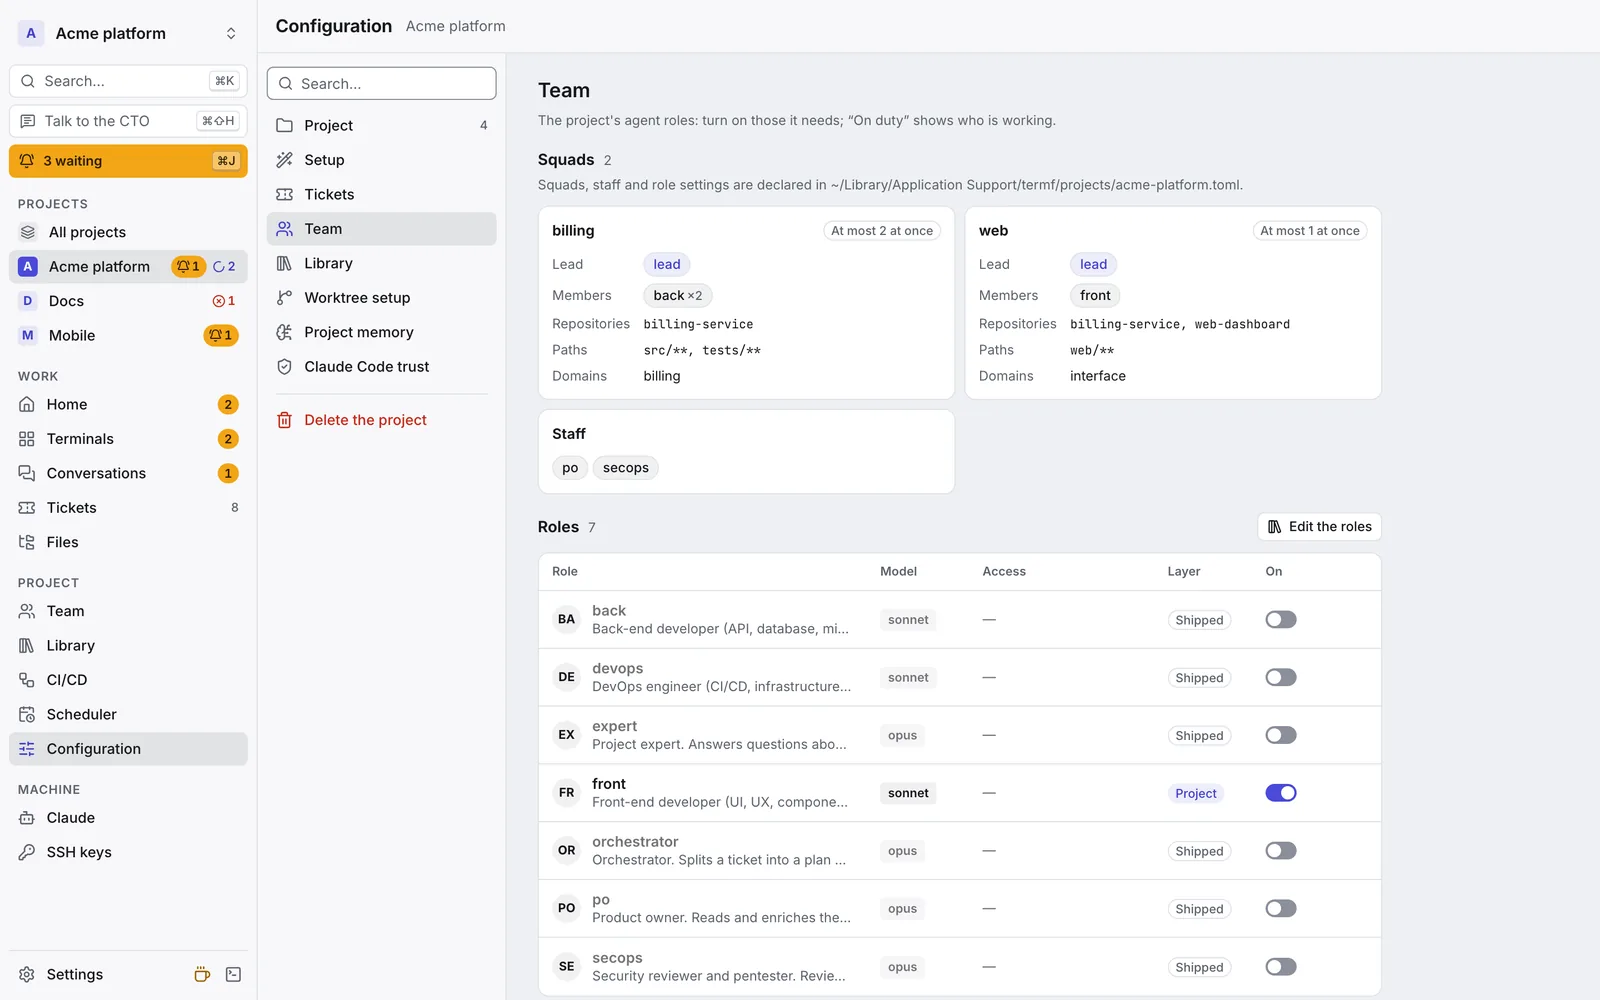 A Acme platform
Search... ⌘K
Talk to the CTO ⌘⇧H
3 waiting ⌘J
PROJECTS
All projects
A Acme platform 1 2
D Docs 1
M Mobile 1
WORK
Home 2
Terminals 2
Conversations 1
Tickets 8
Files
PROJECT
Team
Library
CI/CD
Scheduler
Configuration
MACHINE
Claude
SSH keys
Settings
Configuration Acme platform
Search...
Project 4
Setup
Tickets
Team
Library
Worktree setup
Project memory
Claude Code trust
Delete the project
Team
The project's agent roles: turn on those it needs; “On duty” shows who is working.
Squads 2
Squads, staff and role settings are declared in ~/Library/Application Support/termf/projects/acme-platform.toml.
billing At most 2 at once
Lead lead
Members back ×2
Repositories billing-service
Paths src/**, tests/**
Domains billing
web At most 1 at once
Lead lead
Members front
Repositories billing-service, web-dashboard
Paths web/**
Domains interface
Staff
po secops
Roles 7
Edit the roles
Role Model Access Layer On
BA back sonnet — Shipped
Back-end developer (API, database, mi...
DE devops sonnet — Shipped
DevOps engineer (CI/CD, infrastructure...
EX expert opus — Shipped
Project expert. Answers questions abo...
FR front sonnet — Project
Front-end developer (UI, UX, compone...
OR orchestrator opus — Shipped
Orchestrator. Splits a ticket into a plan ...
PO po opus — Shipped
Product owner. Reads and enriches the...
SE secops opus — Shipped
Security reviewer and pentester. Revie...